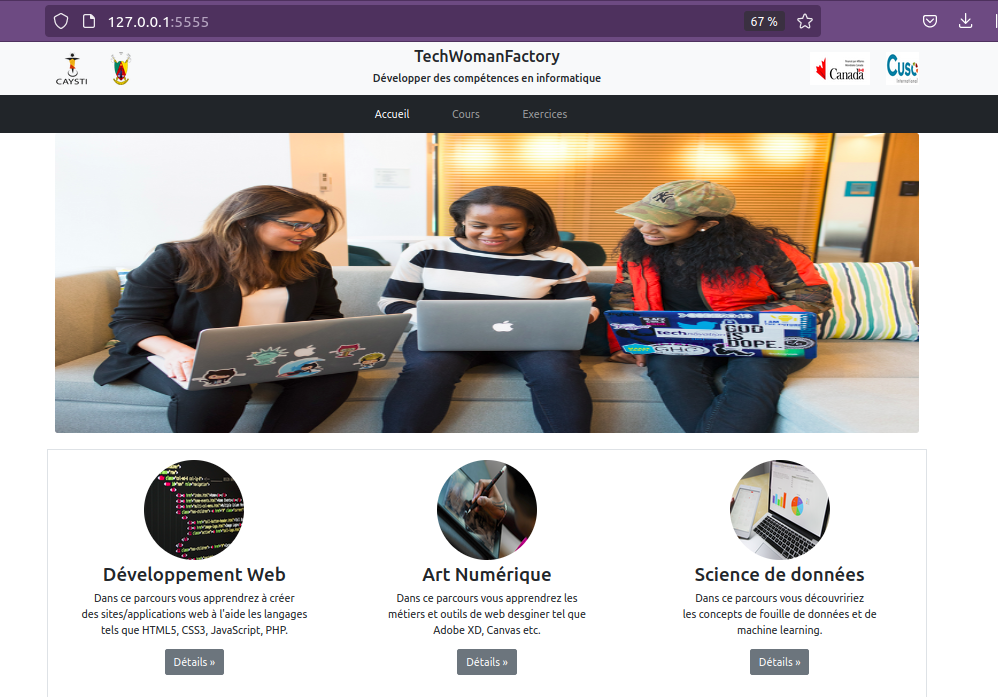 127.0.0.1:5555
67 %
CAYSTI
TechWomanFactory
Développer des compétences en informatique
Canada
Cuso
International
Accueil
Cours
Exercices
technolochicas
GHC
GOD
IS
DOPE.
Développement Web
Dans ce parcours vous apprendrez à créer
des sites/applications web à l'aide les langages
tels que HTML5, CSS3, JavaScript, PHP.
Détails »
Art Numérique
Dans ce parcours vous apprendrez les
métiers et outils de web desginer tel que
Adobe XD, Canvas etc.
Détails »
Science de données
Dans ce parcours vous découvririez
les concepts de fouille de données et de
machine learning.
Détails »